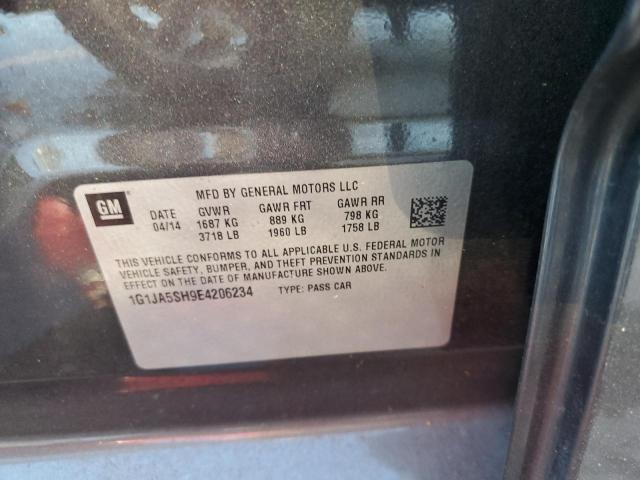 GM
MFD BY GENERAL MOTORS LLC
DATE GVWR GAWR FRT GAWR RR
04/14 1687 KG 889 KG 798 KG
3718 LB 1960 LB 1758 LB
THIS VEHICLE CONFORMS TO ALL APPLICABLE U.S. FEDERAL MOTOR
VEHICLE SAFETY, BUMPER, AND THEFT PREVENTION STANDARDS IN
EFFECT ON THE DATE OF MANUFACTURE SHOWN ABOVE.
1G1JA5SH9E4206234 TYPE: PASS CAR